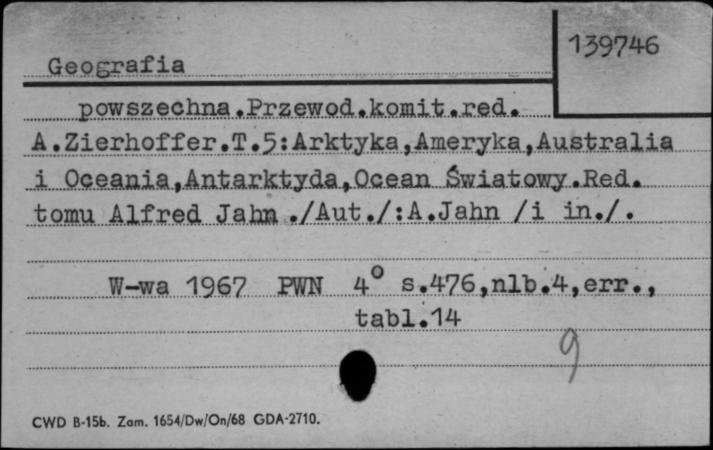 139746
Geografia
powszechna.Przewod.komit.red.
A.Zierhoffer.T.5:Arktyka,Ameryka,Australia
i Oceania,Antarktyda,Ocean Światowy.Red.
tomu Alfred Jahn ./Aut./:A.Jahn /i in./.
W-wa 1967 PWN 4° s.476,nlb.4,err.,
tabl.14
9
CWD B-15b. Zam. 1654/Dw/On/68 GDA-2710.